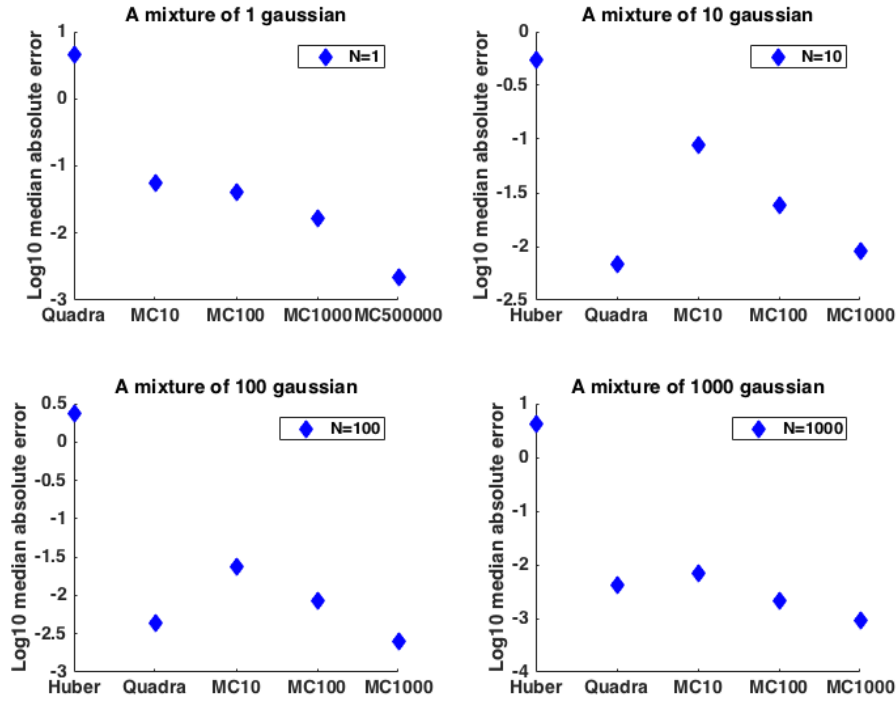 A mixture of 1 gaussian
N=1
Log10 median absolute error
1
0
-1
-2
-3
Quadra MC10 MC100 MC1000 MC500000
A mixture of 10 gaussian
N=10
Log10 median absolute error
0
-0.5
-1
-1.5
-2
-2.5
Huber Quadra MC10 MC100 MC1000
A mixture of 100 gaussian
N=100
Log10 median absolute error
0.5
0
-0.5
-1
-1.5
-2
-2.5
-3
Huber Quadra MC10 MC100 MC1000
A mixture of 1000 gaussian
N=1000
Log10 median absolute error
1
0
-1
-2
-3
-4
Huber Quadra MC10 MC100 MC1000